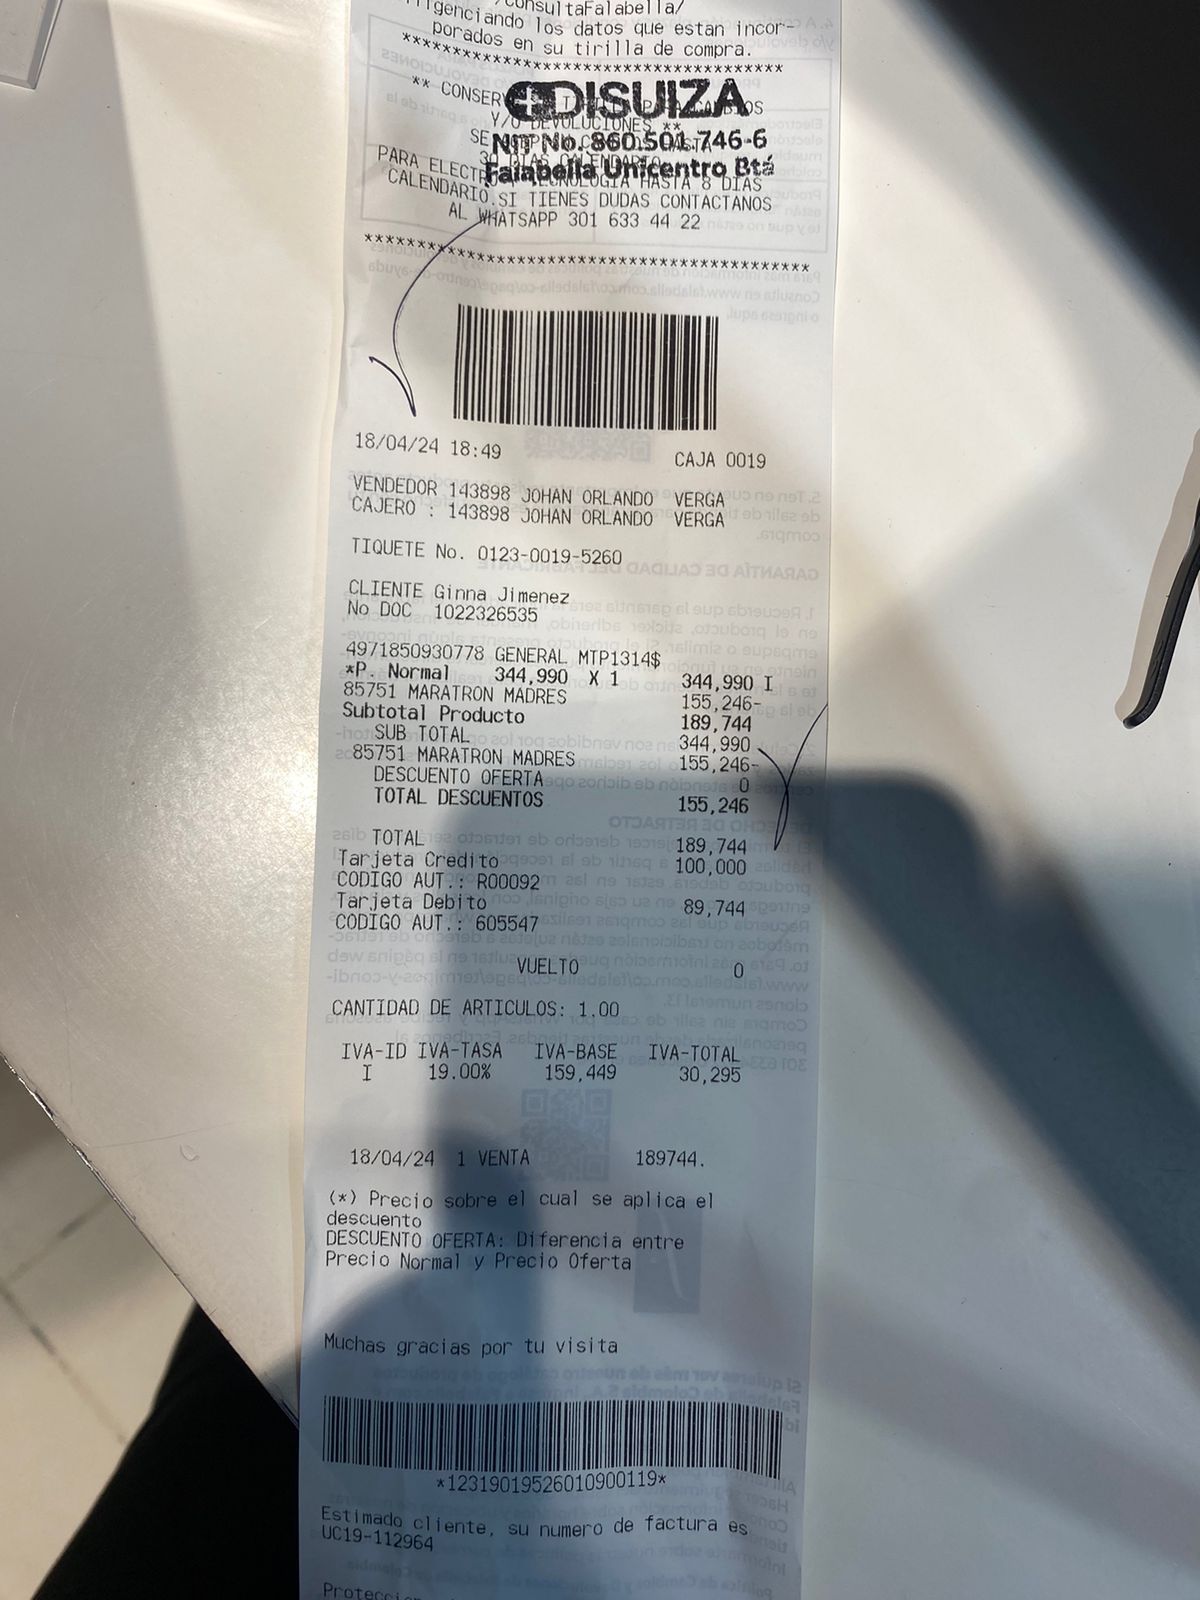 /consultaFalabella/
ligenciando los datos que estan incor-
porados en su tirilla de compra.
****************************************
** CONSERV
DISUIZA
Y/O DEVOLUCIONES **
NIT No. 860.501.746-6
30 DIAS CALENDARIO
Falabella Unicentro Btá
PARA ELECTRO Y TECNOLOGIA HASTA 8 DIAS
CALENDARIO.SI TIENES DUDAS CONTACTANOS
AL WHATSAPP 301 633 44 22
****************************************
18/04/24 18:49 CAJA 0019
VENDEDOR 143898 JOHAN ORLANDO VERGA
CAJERO : 143898 JOHAN ORLANDO VERGA
TIQUETE No. 0123-0019-5260
CLIENTE Ginna Jimenez
No DOC 1022326535
4971850930778 GENERAL MTP1314$
*P. Normal 344,990 X 1 344,990 I
85751 MARATRON MADRES 155,246-
Subtotal Producto 189,744
SUB TOTAL 344,990
85751 MARATRON MADRES 155,246-
DESCUENTO OFERTA 0
TOTAL DESCUENTOS 155,246
TOTAL 189,744
Tarjeta Credito 100,000
CODIGO AUT.: R00092
Tarjeta Debito 89,744
CODIGO AUT.: 605547
VUELTO 0
CANTIDAD DE ARTICULOS: 1.00
IVA-ID IVA-TASA IVA-BASE IVA-TOTAL
I 19.00% 159,449 30,295
18/04/24 1 VENTA 189744.
(*) Precio sobre el cual se aplica el
descuento
DESCUENTO OFERTA: Diferencia entre
Precio Normal y Precio Oferta
Muchas gracias por tu visita
*12319019526010900119*
Estimado cliente, su numero de factura es
UC19-112964